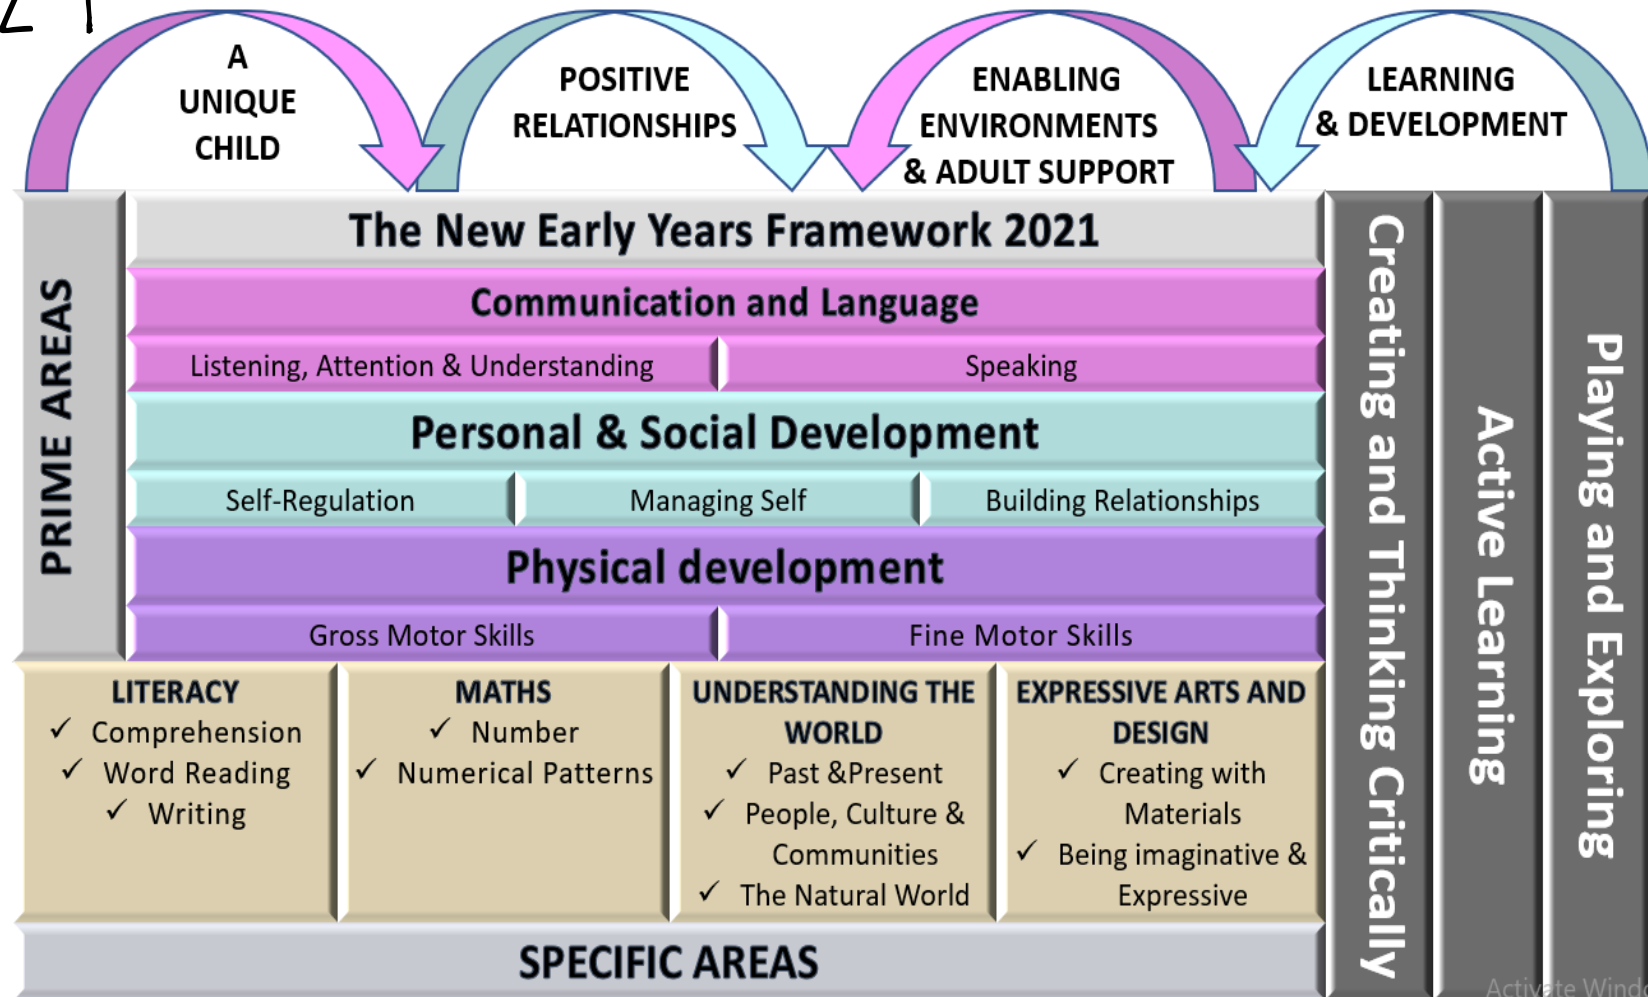 A
UNIQUE
CHILD
POSITIVE
RELATIONSHIPS
ENABLING
ENVIRONMENTS
& ADULT SUPPORT
LEARNING
& DEVELOPMENT
PRIME AREAS
The New Early Years Framework 2021
Communication and Language
Listening, Attention & Understanding
Speaking
Personal & Social Development
Self-Regulation
Managing Self
Building Relationships
Physical development
Gross Motor Skills
Fine Motor Skills
LITERACY
✓ Comprehension
✓ Word Reading
✓ Writing
MATHS
✓ Number
✓ Numerical Patterns
UNDERSTANDING THE
WORLD
✓ Past &Present
✓ People, Culture &
Communities
✓ The Natural World
EXPRESSIVE ARTS AND
DESIGN
✓ Creating with
Materials
✓ Being imaginative &
Expressive
SPECIFIC AREAS
Creating and Thinking Critically
Active Learning
Playing and Exploring
Activate